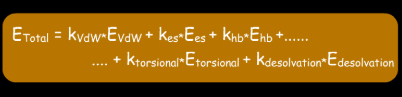 ETotal = kVdW*EVdW + kes*Ees + khb*Ehb +......
.... + ktorsional*Etorsional + kdesolvation*Edesolvation